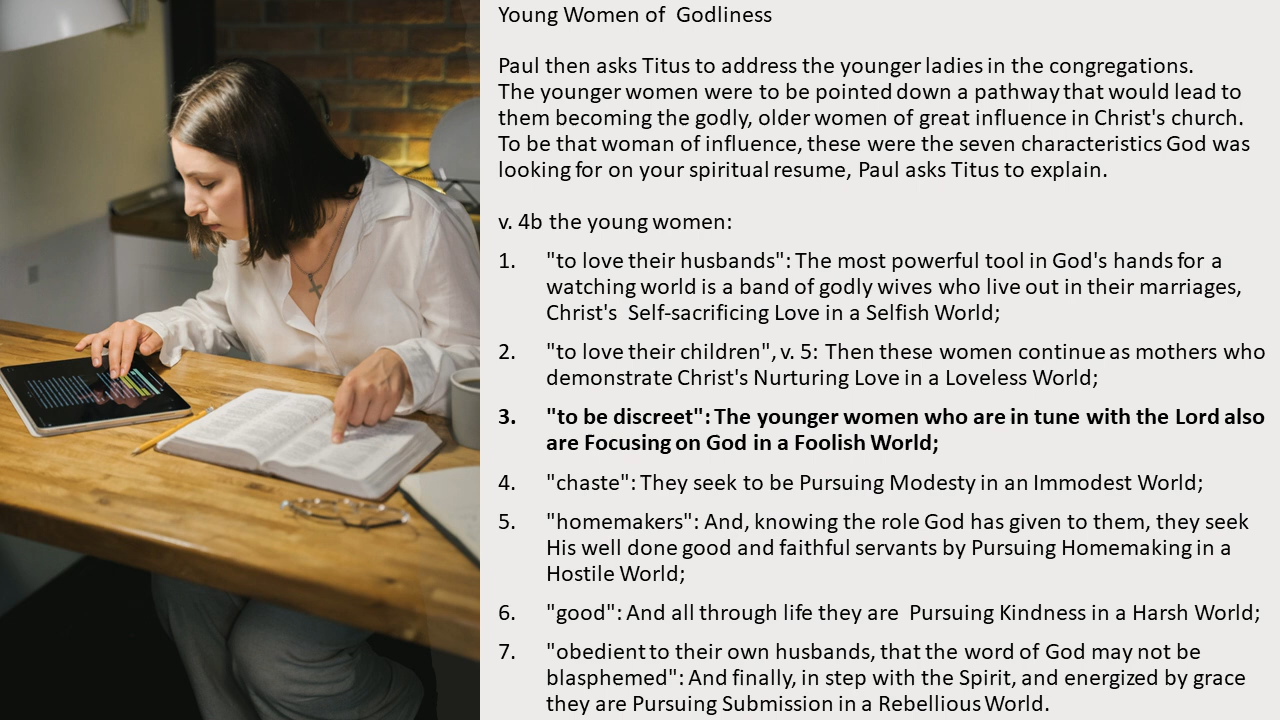 Young Women of  Godliness
Paul then asks Titus to address the younger ladies in the congregations.
The younger women were to be pointed down a pathway that would lead to
them becoming the godly, older women of great influence in Christ's church.
To be that woman of influence, these were the seven characteristics God was
looking for on your spiritual resume, Paul asks Titus to explain.
v. 4b the young women:
1. "to love their husbands": The most powerful tool in God's hands for a
watching world is a band of godly wives who live out in their marriages,
Christ's  Self-sacrificing Love in a Selfish World;
2. "to love their children", v. 5: Then these women continue as mothers who
demonstrate Christ's Nurturing Love in a Loveless World;
3. "to be discreet": The younger women who are in tune with the Lord also
are Focusing on God in a Foolish World;
4. "chaste": They seek to be Pursuing Modesty in an Immodest World;
5. "homemakers": And, knowing the role God has given to them, they seek
His well done good and faithful servants by Pursuing Homemaking in a
Hostile World;
6. "good": And all through life they are  Pursuing Kindness in a Harsh World;
7. "obedient to their own husbands, that the word of God may not be
blasphemed": And finally, in step with the Spirit, and energized by grace
they are Pursuing Submission in a Rebellious World.